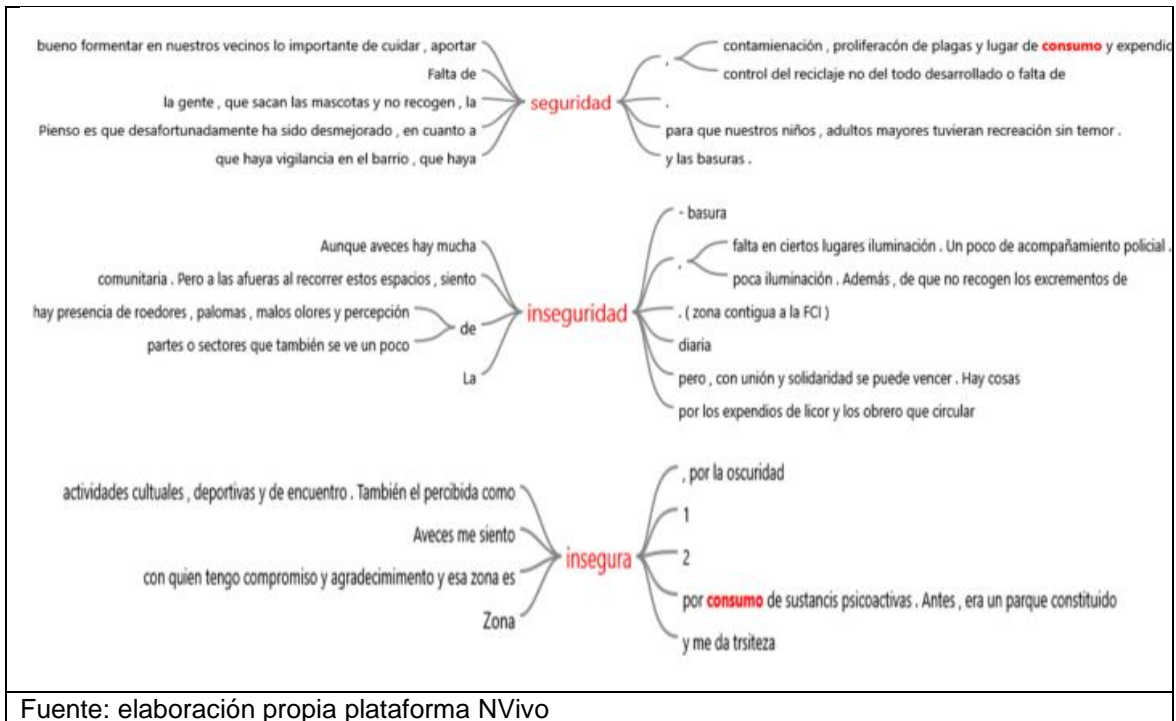 bueno formentar en nuestros vecinos lo importante de cuidar , aportar
Falta de
la gente , que sacan las mascotas y no recogen , la
Pienso es que desafortunadamente ha sido desmejorado , en cuanto a
que haya vigilancia en el barrio , que haya
seguridad
,
contamienación , proliferacón de plagas y lugar de consumo y expendio
control del reciclaje no del todo desarrollado o falta de
.
para que nuestros niños , adultos mayores tuvieran recreación sin temor .
y las basuras .
Aunque aveces hay mucha
comunitaria . Pero a las afueras al recorrer estos espacios , siento
hay presencia de roedores , palomas , malos olores y percepción
partes o sectores que también se ve un poco
de
La
inseguridad
- basura
,
falta en ciertos lugares iluminación . Un poco de acompañamiento policial .
poca iluminación . Además , de que no recogen los excrementos de
. ( zona contigua a la FCI )
diaria
pero , con unión y solidaridad se puede vencer . Hay cosas
por los expendios de licor y los obrero que circular
actividades cultuales , deportivas y de encuentro . También el percibida como
Aveces me siento
con quien tengo compromiso y agradecimimento y esa zona es
Zona
insegura
, por la oscuridad
1
2
por consumo de sustancis psicoactivas . Antes , era un parque constituido
y me da trsiteza
Fuente: elaboración propia plataforma NVivo